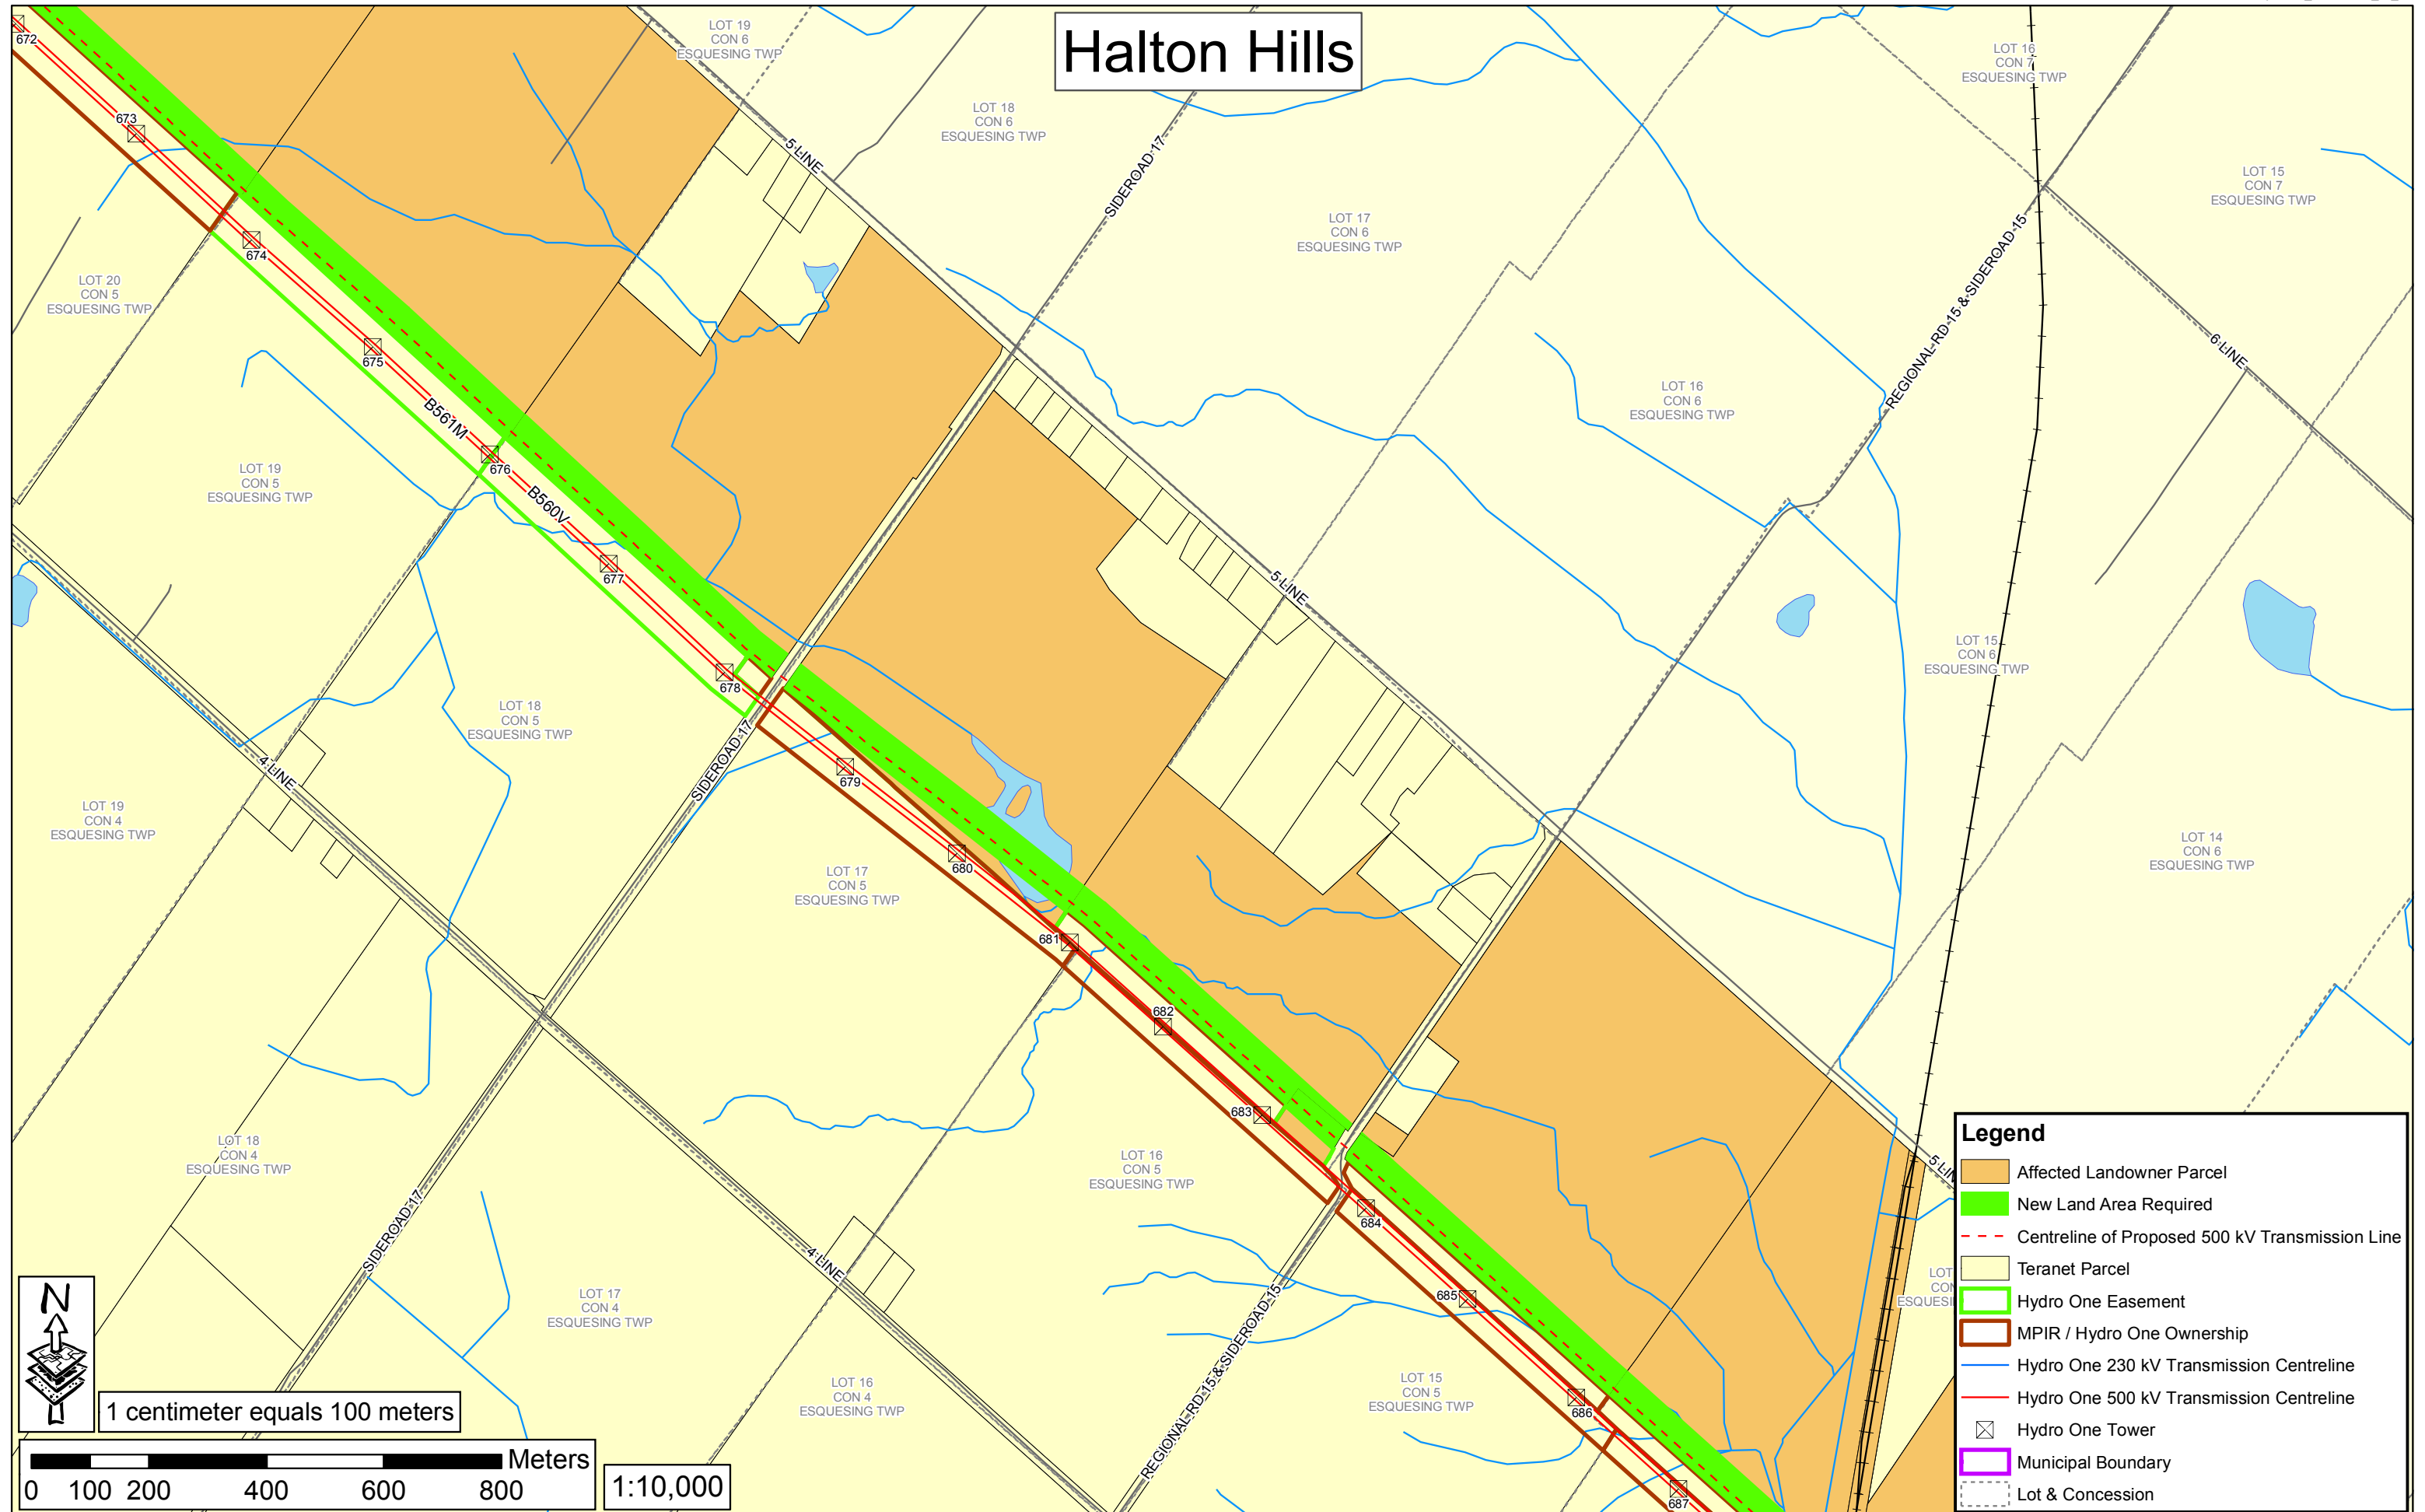 Halton Hills
LOT 19
CON 6
ESQUESING TWP
LOT 16
CON 7
ESQUESING TWP
672
673
LOT 18
CON 6
ESQUESING TWP
5 LINE
SIDEROAD 17
LOT 15
CON 7
ESQUESING TWP
LOT 17
CON 6
ESQUESING TWP
674
LOT 20
CON 5
ESQUESING TWP
REGIONAL RD 15 & SIDEROAD 15
6 LINE
675
LOT 16
CON 6
ESQUESING TWP
B561M
676
LOT 19
CON 5
ESQUESING TWP
B560V
677
5 LINE
LOT 15
CON 6
ESQUESING TWP
678
LOT 18
CON 5
ESQUESING TWP
SIDEROAD 17
4 LINE
679
LOT 19
CON 4
ESQUESING TWP
680
LOT 14
CON 6
ESQUESING TWP
LOT 17
CON 5
ESQUESING TWP
681
682
683
LOT 18
CON 4
ESQUESING TWP
LOT 16
CON 5
ESQUESING TWP
684
SIDEROAD 17
4 LINE
685
LOT 17
CON 4
ESQUESING TWP
REGIONAL RD 15 & SIDEROAD 15
LOT 16
CON 4
ESQUESING TWP
LOT 15
CON 5
ESQUESING TWP
686
687
5 LIN
LOT
CON
ESQUESI
Legend
Affected Landowner Parcel
New Land Area Required
Centreline of Proposed 500 kV Transmission Line
Teranet Parcel
Hydro One Easement
MPIR / Hydro One Ownership
Hydro One 230 kV Transmission Centreline
Hydro One 500 kV Transmission Centreline
Hydro One Tower
Municipal Boundary
Lot & Concession
N
1 centimeter equals 100 meters
Meters
0 100 200 400 600 800
1:10,000